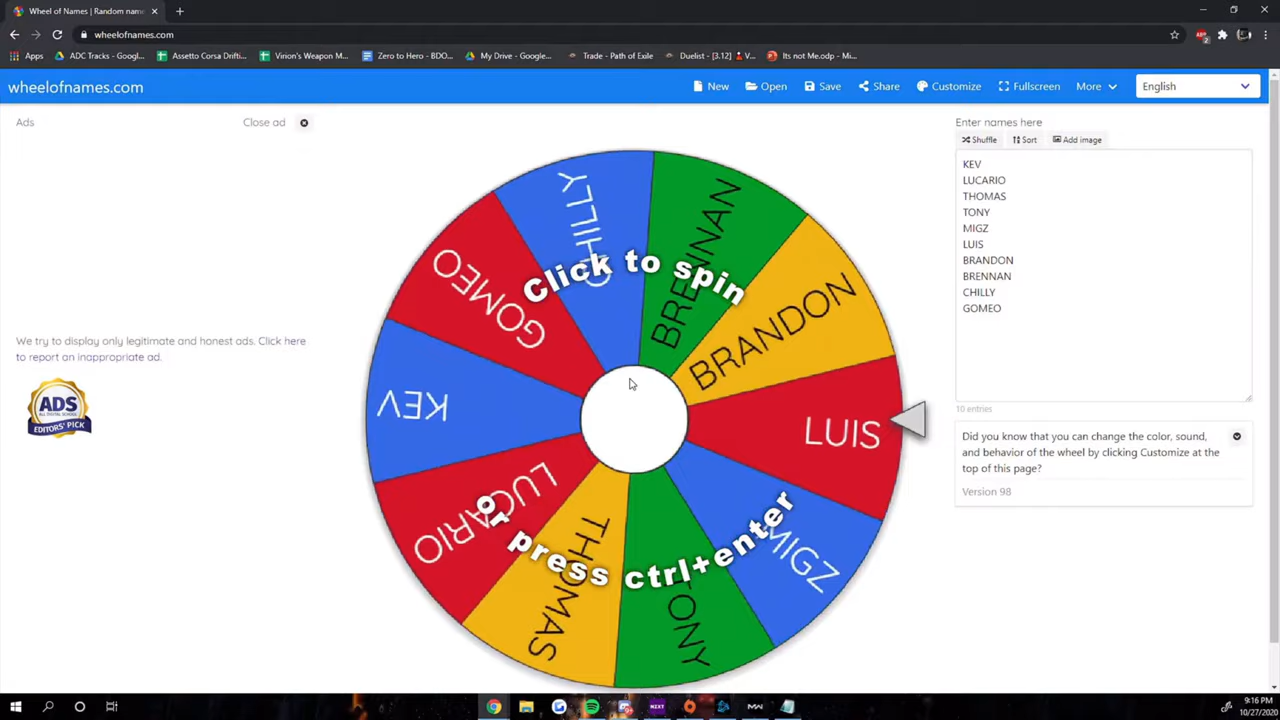 Wheel of Names | Random nam
wheelofnames.com
Apps ADC Tracks - Googl... Assetto Corsa Drifti... Virion's Weapon M... Zero to Hero - BDO... My Drive - Google... Trade - Path of Exile Duelist - [3.12] V... Its not Me.odp - Mi...
wheelofnames.com New Open Save Share Customize Fullscreen More English
Ads Close ad
Enter names here
Shuffle Sort Add image
KEV
LUCARIO
THOMAS
TONY
MIGZ
LUIS
BRANDON
BRENNAN
CHILLY
GOMEO
10 entries
Did you know that you can change the color, sound,
and behavior of the wheel by clicking Customize at the
top of this page?
Version 98
We try to display only legitimate and honest ads. Click here
to report an inappropriate ad.
ADS
EDITORS' PICK
Click to spin
or press ctrl+enter
CHILLY
BRENNAN
BRANDON
LUIS
MIGZ
TONY
THOMAS
LUCARIO
KEV
GOMEO
NZXT
9:16 PM
10/27/2020